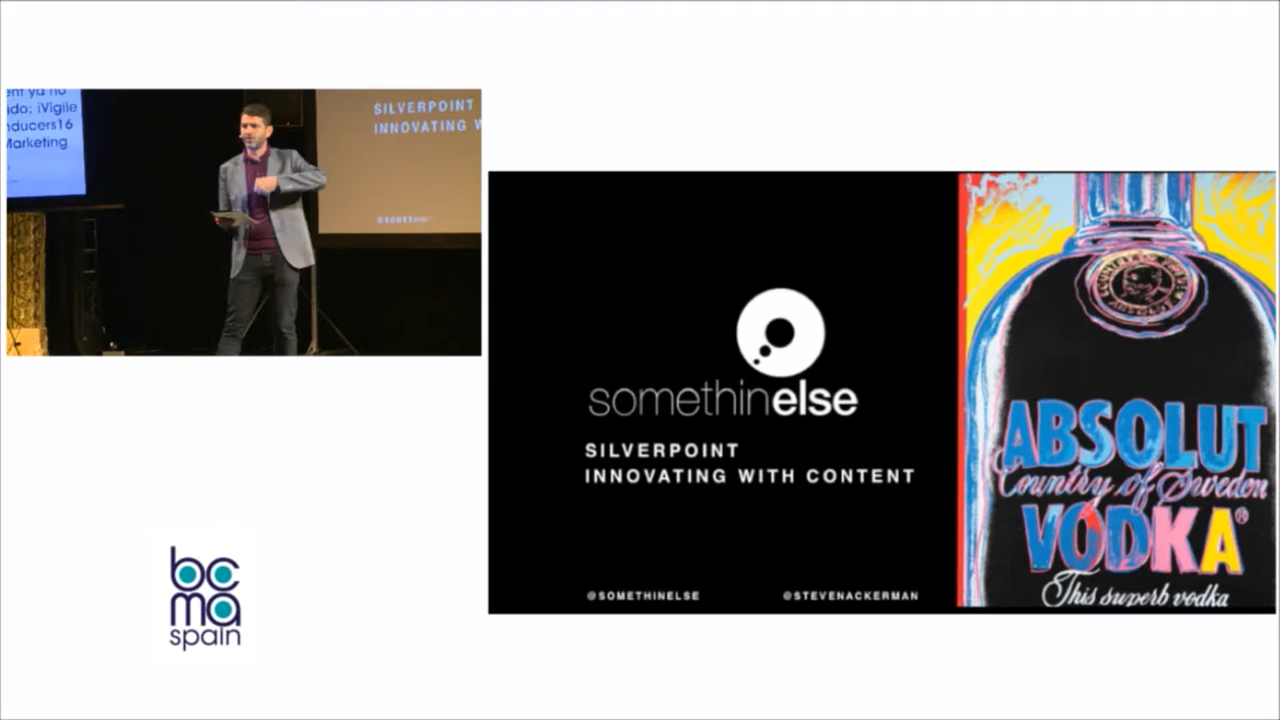 ent ya no
ndo: ¡Vigile
nducers16
Marketing
SILVERPOINT
INNOVATING W
somethinelse
SILVERPOINT
INNOVATING WITH CONTENT
@SOMETHINELSE
@STEVENACKERMAN
ABSOLUT
Country of Sweden
VODKA®
This superb vodka
bc
ma
spain